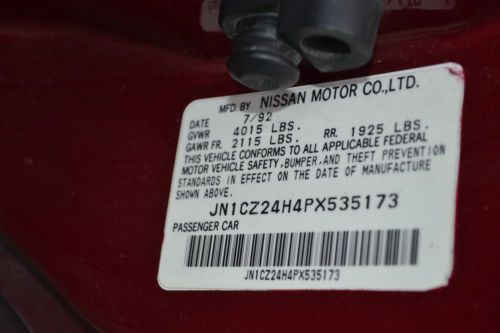 MFD. BY NISSAN MOTOR CO.,LTD.
DATE 7/92
GVWR 4015 LBS.
GAWR FR. 2115 LBS. RR. 1925 LBS.
THIS VEHICLE CONFORMS TO ALL APPLICABLE FEDERAL
MOTOR VEHICLE SAFETY, BUMPER, AND THEFT PREVENTION
STANDARDS IN EFFECT ON THE DATE OF MANUFACTURE
SHOWN ABOVE.
JN1CZ24H4PX535173
PASSENGER CAR
JN1CZ24H4PX535173